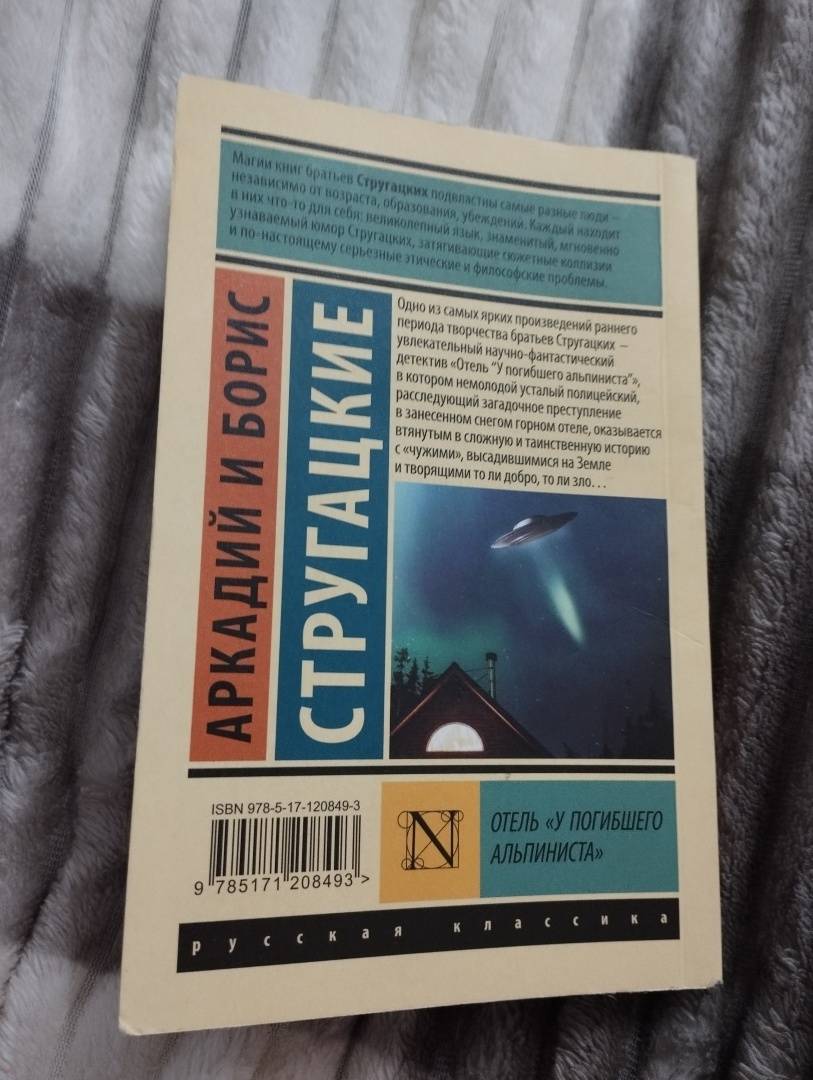 Магии книг братьев Стругацких подвластны самые разные люди –
независимо от возраста, образования, убеждений. Каждый находит
в них что-то для себя: великолепный язык, знаменитый, мгновенно
узнаваемый юмор Стругацких, затягивающие сюжетные коллизии
и по-настоящему серьезные этические и философские проблемы.
АРКАДИЙ И БОРИС
СТРУГАЦКИЕ
Одно из самых ярких произведений раннего
периода творчества братьев Стругацких –
увлекательный научно-фантастический
детектив «Отель "У погибшего альпиниста"»,
в котором немолодой усталый полицейский,
расследующий загадочное преступление
в занесенном снегом горном отеле, оказывается
втянутым в сложную и таинственную историю
с «чужими», высадившимися на Земле
и творящими то ли добро, то ли зло...
ISBN 978-5-17-120849-3
9 785171 208493 >
N
ОТЕЛЬ «У ПОГИБШЕГО
АЛЬПИНИСТА»
русская классика